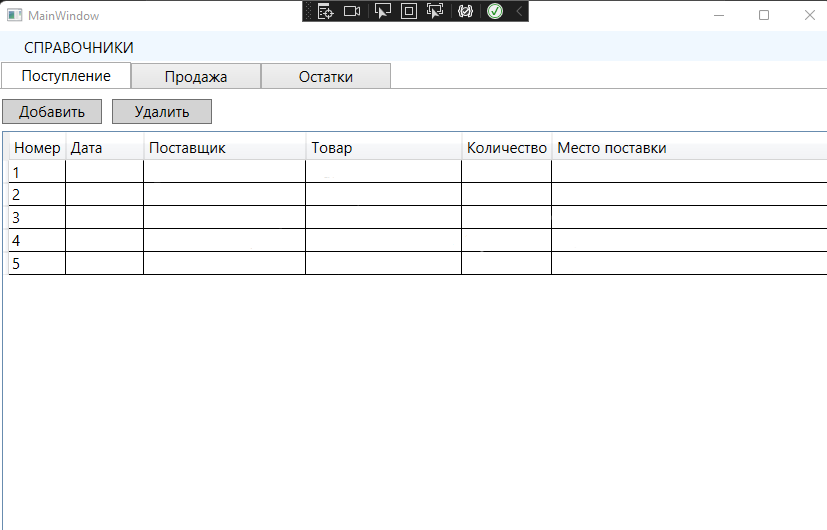 MainWindow
СПРАВОЧНИКИ
Поступление Продажа Остатки
Добавить Удалить
Номер Дата Поставщик Товар Количество Место поставки
1
2
3
4
5